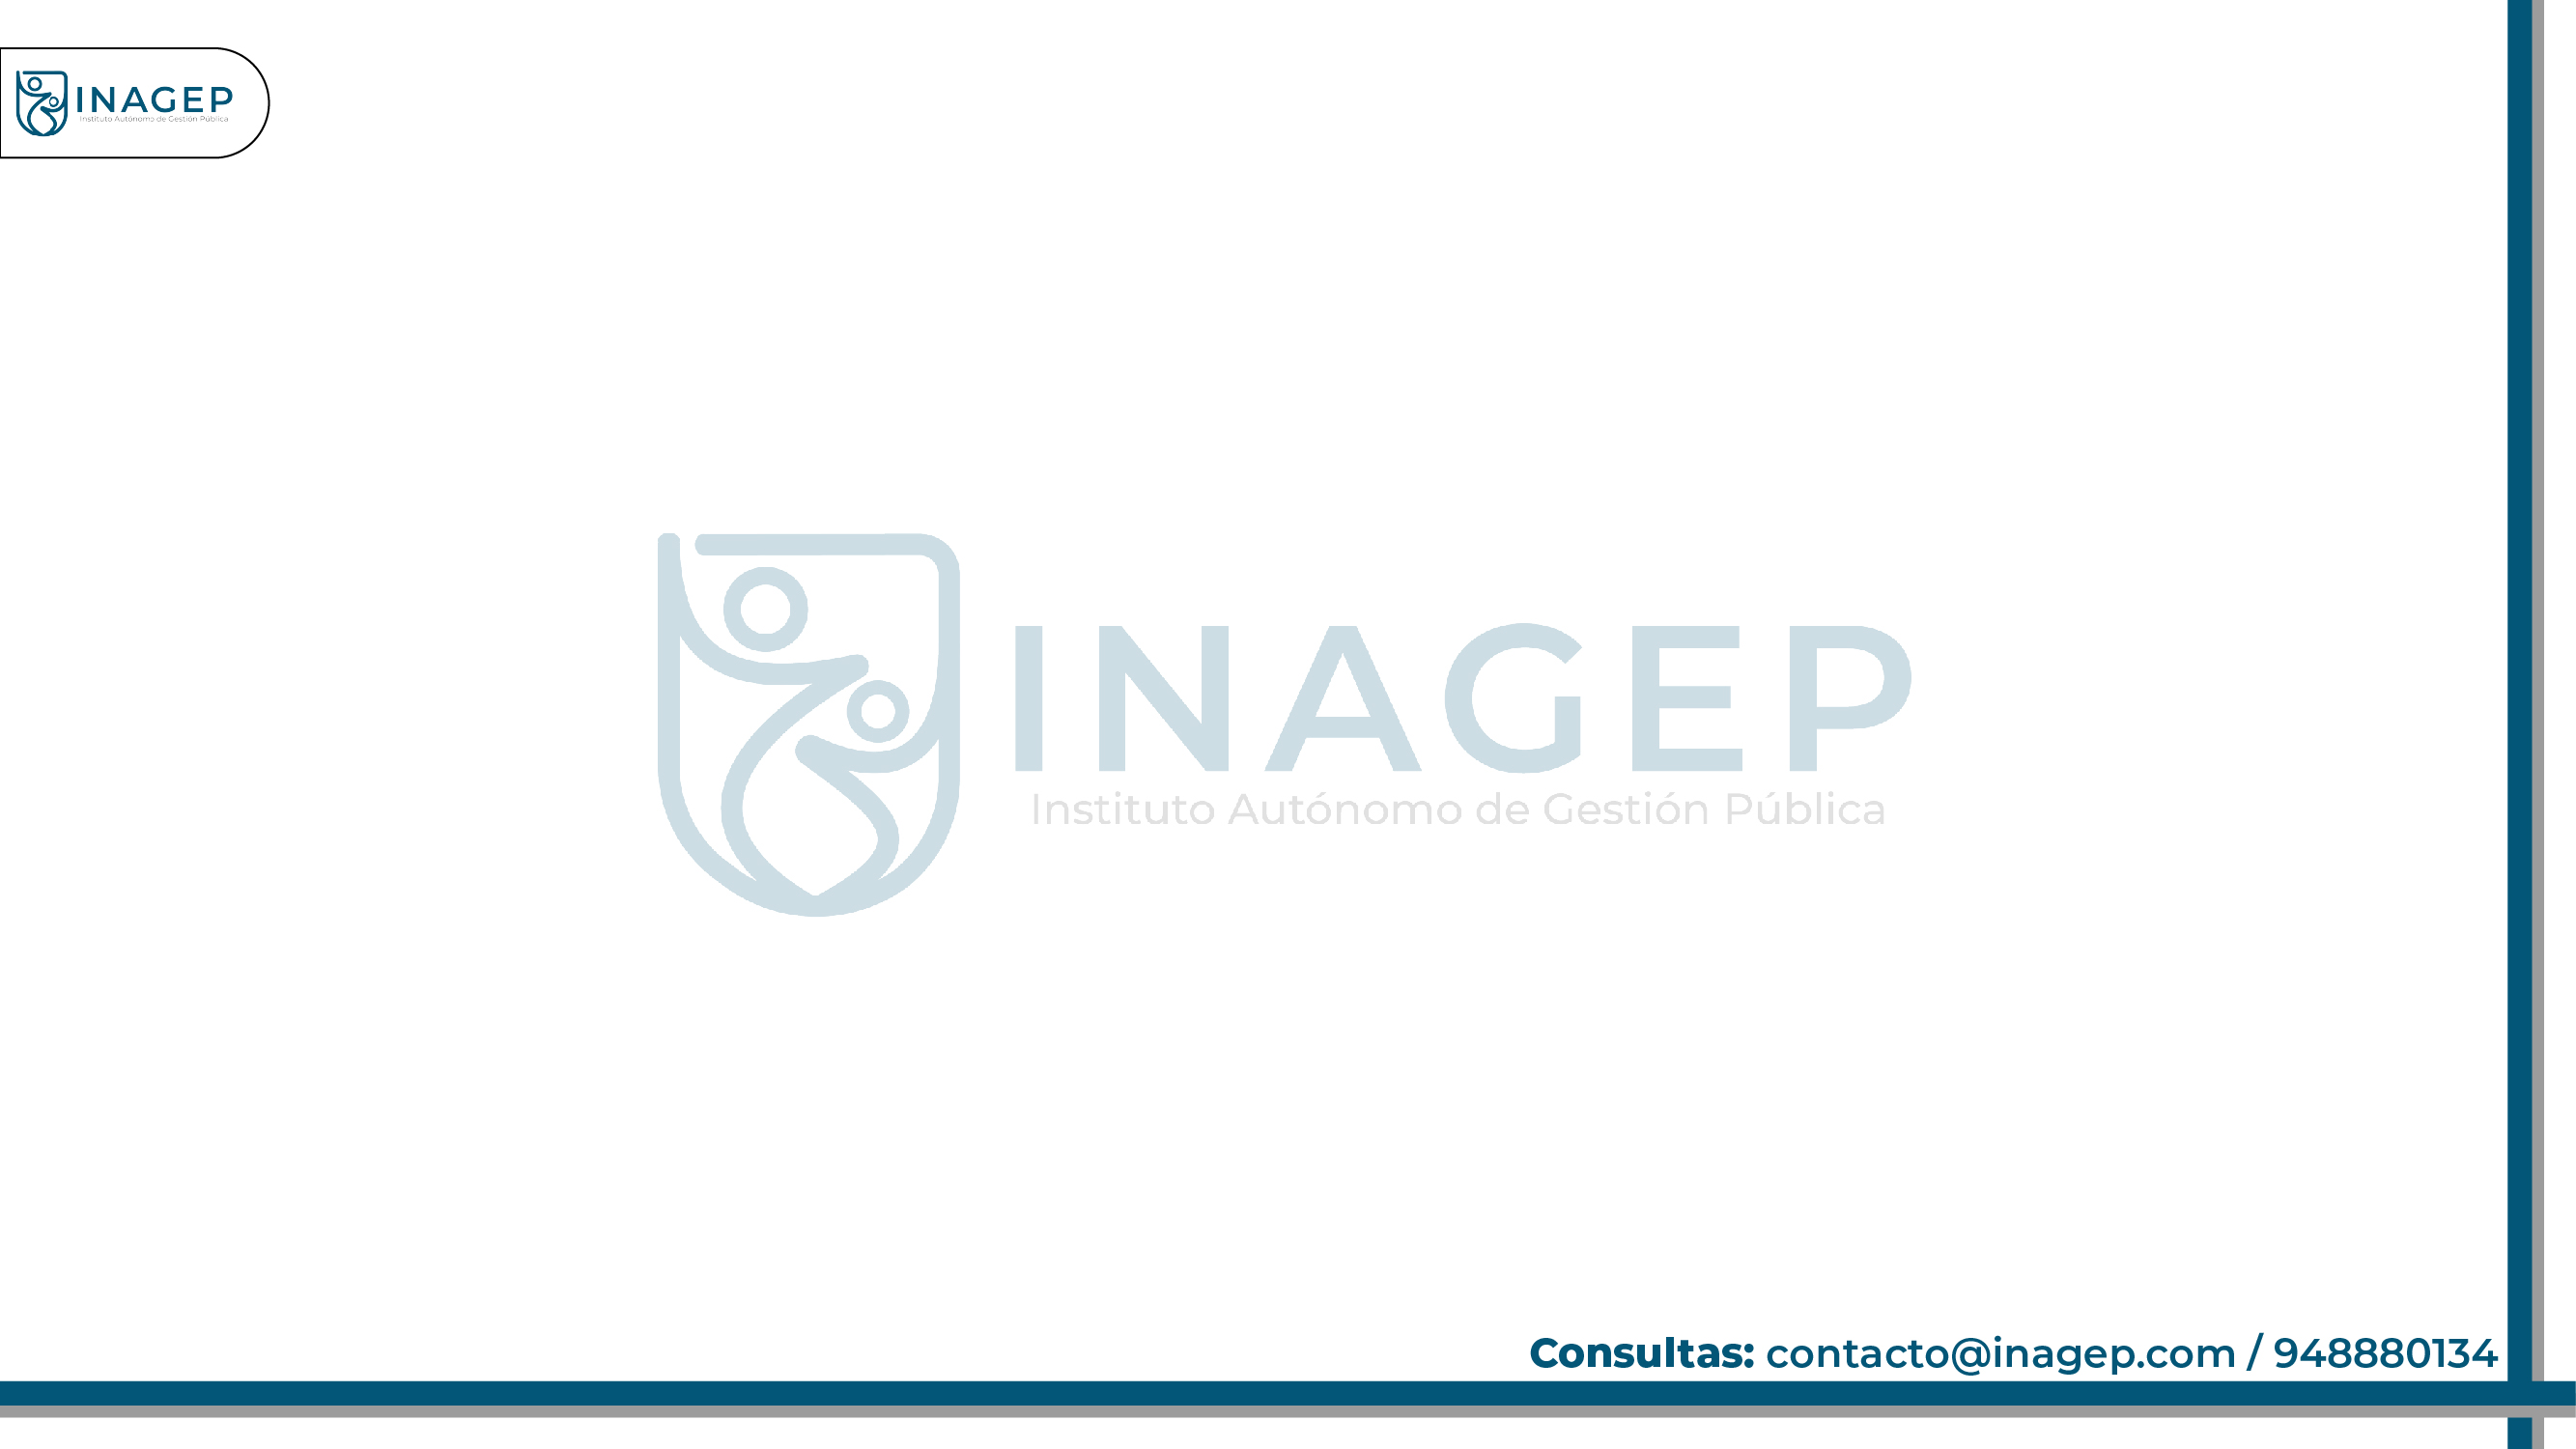 INAGEP
Instituto Autónomo de Gestión Pública
INAGEP
Instituto Autónomo de Gestión Pública
Consultas: contacto@inagep.com / 948880134